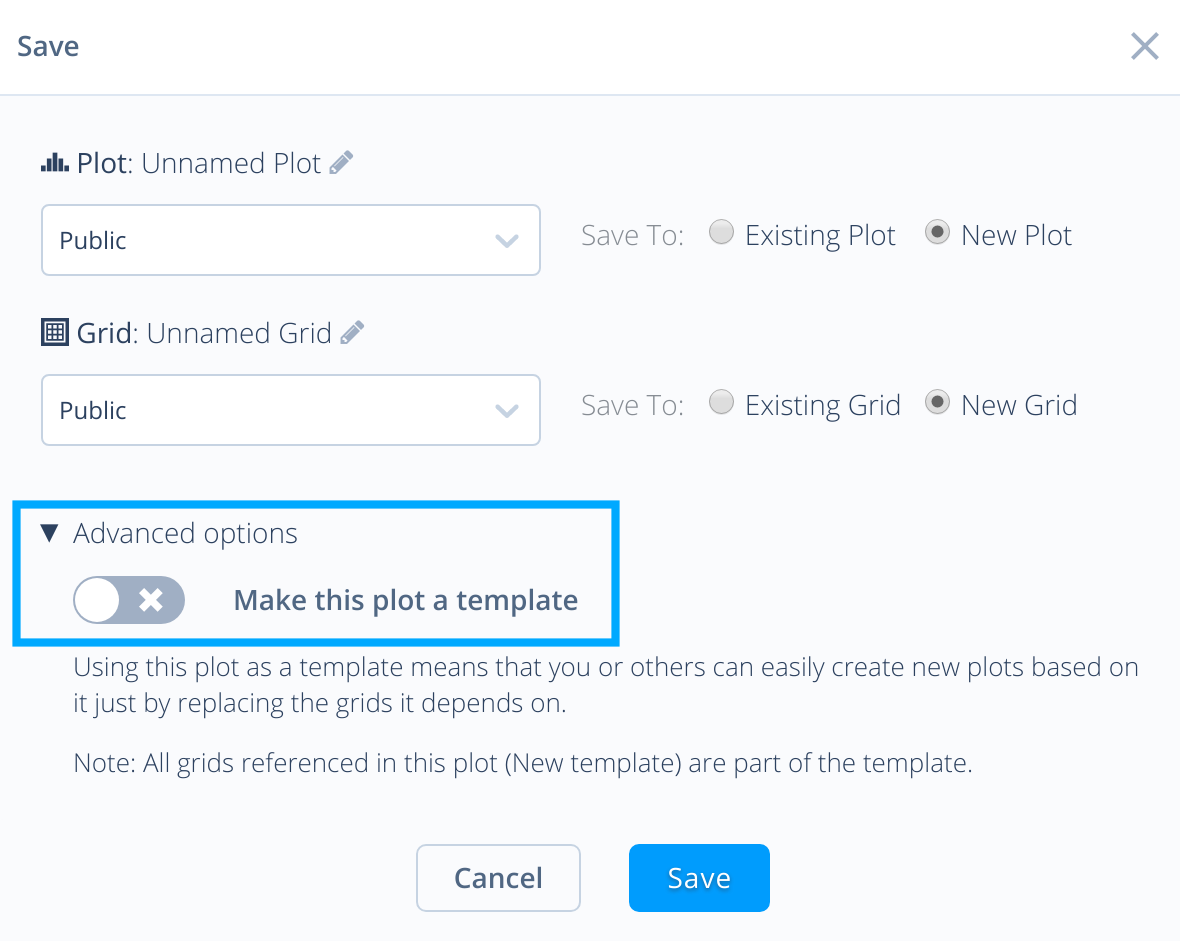 Save
Plot: Unnamed Plot
Public
Save To: Existing Plot New Plot
Grid: Unnamed Grid
Public
Save To: Existing Grid New Grid
Advanced options
Make this plot a template
Using this plot as a template means that you or others can easily create new plots based on
it just by replacing the grids it depends on.
Note: All grids referenced in this plot (New template) are part of the template.
Cancel
Save